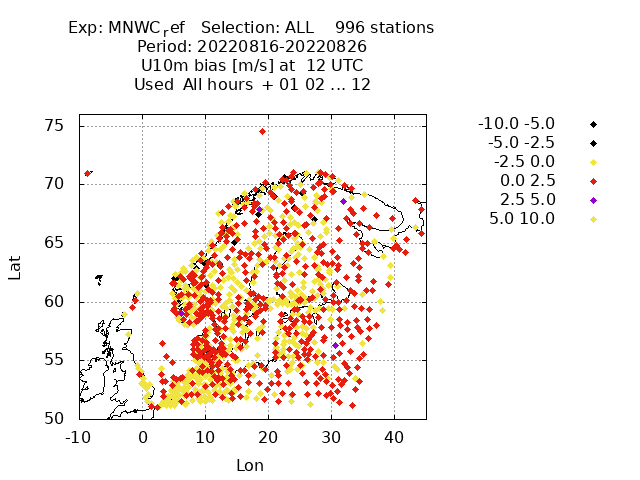 Exp: MNWC_ref   Selection: ALL    996 stations
Period: 20220816-20220826
U10m bias [m/s] at  12 UTC
Used  All hours  + 01 02 ... 12
-10.0 -5.0
-5.0 -2.5
-2.5 0.0
0.0 2.5
2.5 5.0
5.0 10.0
75
70
65
60
55
50
Lat
-10 0 10 20 30 40
Lon